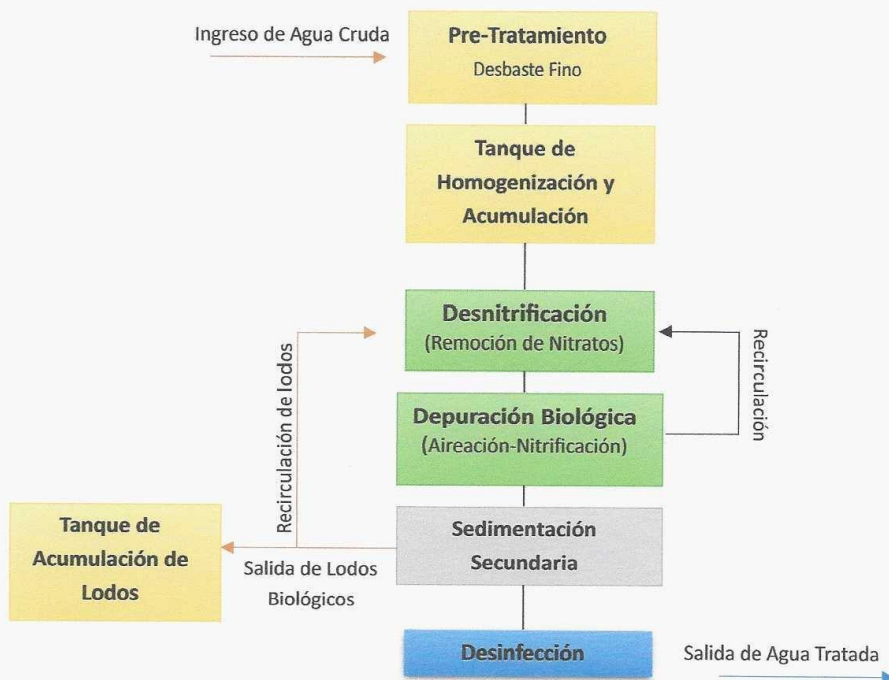 Ingreso de Agua Cruda
Pre-Tratamiento
Desbaste Fino
Tanque de
Homogenización y
Acumulación
Desnitrificación
(Remoción de Nitratos)
Recirculación
Depuración Biológica
(Aireación-Nitrificación)
Recirculación de lodos
Tanque de
Acumulación de
Lodos
Salida de Lodos
Biológicos
Sedimentación
Secundaria
Desinfección
Salida de Agua Tratada